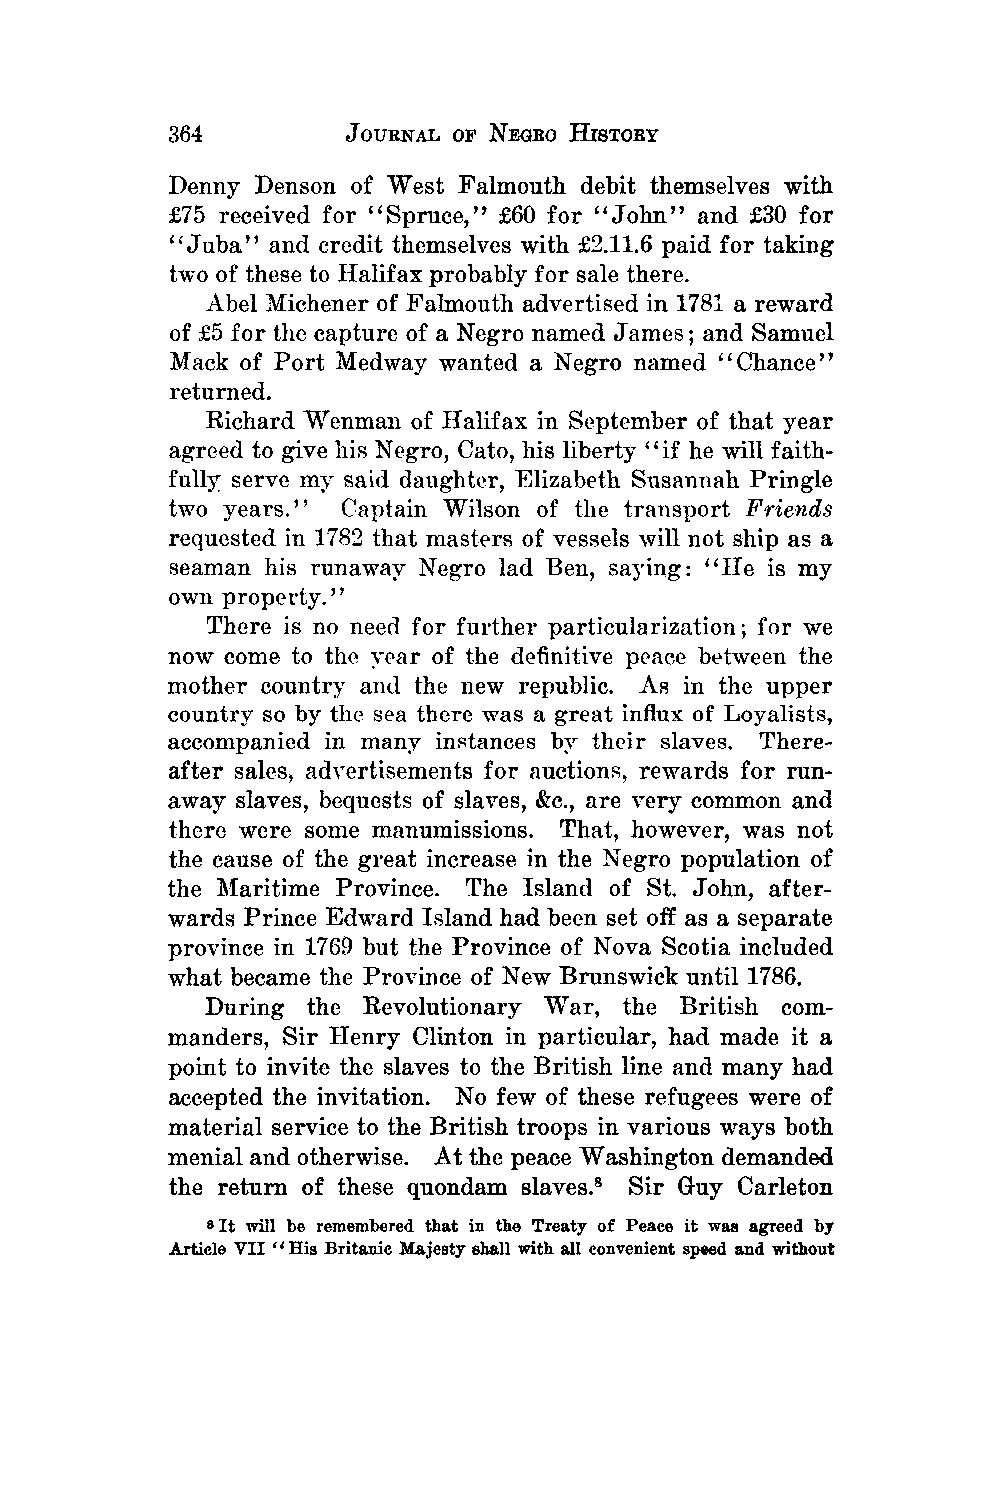 364 JOURNAL OF NEGRO HISTORY
Denny Denson of West Falmouth debit themselves with
£75 received for “Spruce,” £60 for “John” and £30 for
“Juba” and credit themselves with £2.11.6 paid for taking
two of these to Halifax probably for sale there.
Abel Michener of Falmouth advertised in 1781 a reward
of £5 for the capture of a Negro named James; and Samuel
Mack of Port Medway wanted a Negro named “Chance”
returned.
Richard Wenman of Halifax in September of that year
agreed to give his Negro, Cato, his liberty “if he will faith-
fully serve my said daughter, Elizabeth Susannah Pringle
two years.” Captain Wilson of the transport Friends
requested in 1782 that masters of vessels will not ship as a
seaman his runaway Negro lad Ben, saying: “He is my
own property.”
There is no need for further particularization; for we
now come to the year of the definitive peace between the
mother country and the new republic. As in the upper
country so by the sea there was a great influx of Loyalists,
accompanied in many instances by their slaves. There-
after sales, advertisements for auctions, rewards for run-
away slaves, bequests of slaves, &c., are very common and
there were some manumissions. That, however, was not
the cause of the great increase in the Negro population of
the Maritime Province. The Island of St. John, after-
wards Prince Edward Island had been set off as a separate
province in 1769 but the Province of Nova Scotia included
what became the Province of New Brunswick until 1786.
During the Revolutionary War, the British com-
manders, Sir Henry Clinton in particular, had made it a
point to invite the slaves to the British line and many had
accepted the invitation. No few of these refugees were of
material service to the British troops in various ways both
menial and otherwise. At the peace Washington demanded
the return of these quondam slaves.⁸ Sir Guy Carleton
⁸ It will be remembered that in the Treaty of Peace it was agreed by
Article VII “His Britanic Majesty shall with all convenient speed and without